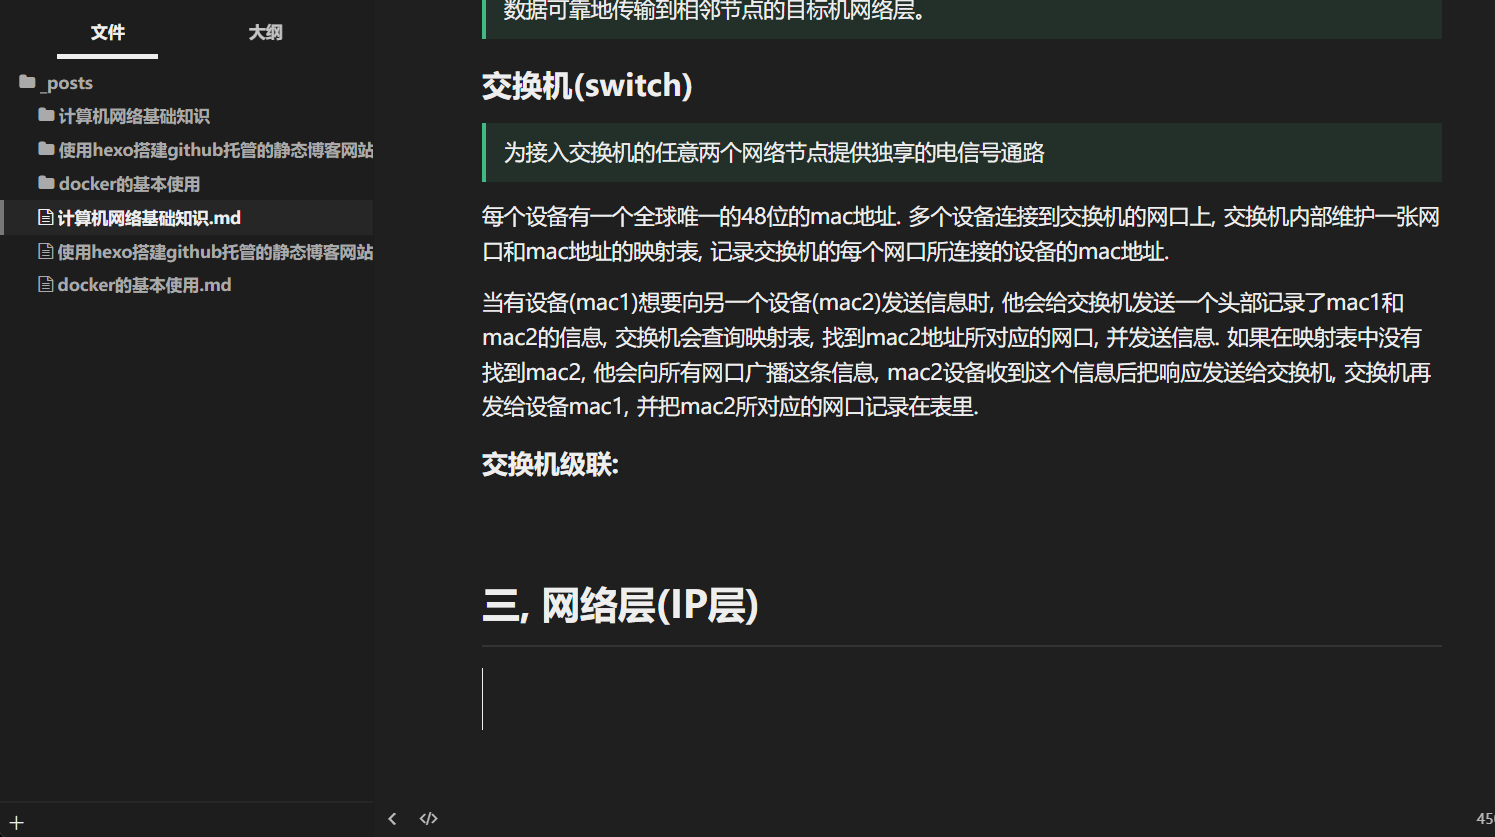 文件
大纲
_posts
计算机网络基础知识
使用hexo搭建github托管的静态博客网站
docker的基本使用
计算机网络基础知识.md
使用hexo搭建github托管的静态博客网站
docker的基本使用.md
数据可靠地传输到相邻节点的目标机网络层。
交换机(switch)
为接入交换机的任意两个网络节点提供独享的电信号通路
每个设备有一个全球唯一的48位的mac地址. 多个设备连接到交换机的网口上, 交换机内部维护一张网
口和mac地址的映射表, 记录交换机的每个网口所连接的设备的mac地址.
当有设备(mac1)想要向另一个设备(mac2)发送信息时, 他会给交换机发送一个头部记录了mac1和
mac2的信息, 交换机会查询映射表, 找到mac2地址所对应的网口, 并发送信息. 如果在映射表中没有
找到mac2, 他会向所有网口广播这条信息, mac2设备收到这个信息后把响应发送给交换机, 交换机再
发给设备mac1, 并把mac2所对应的网口记录在表里.
交换机级联:
三, 网络层(IP层)